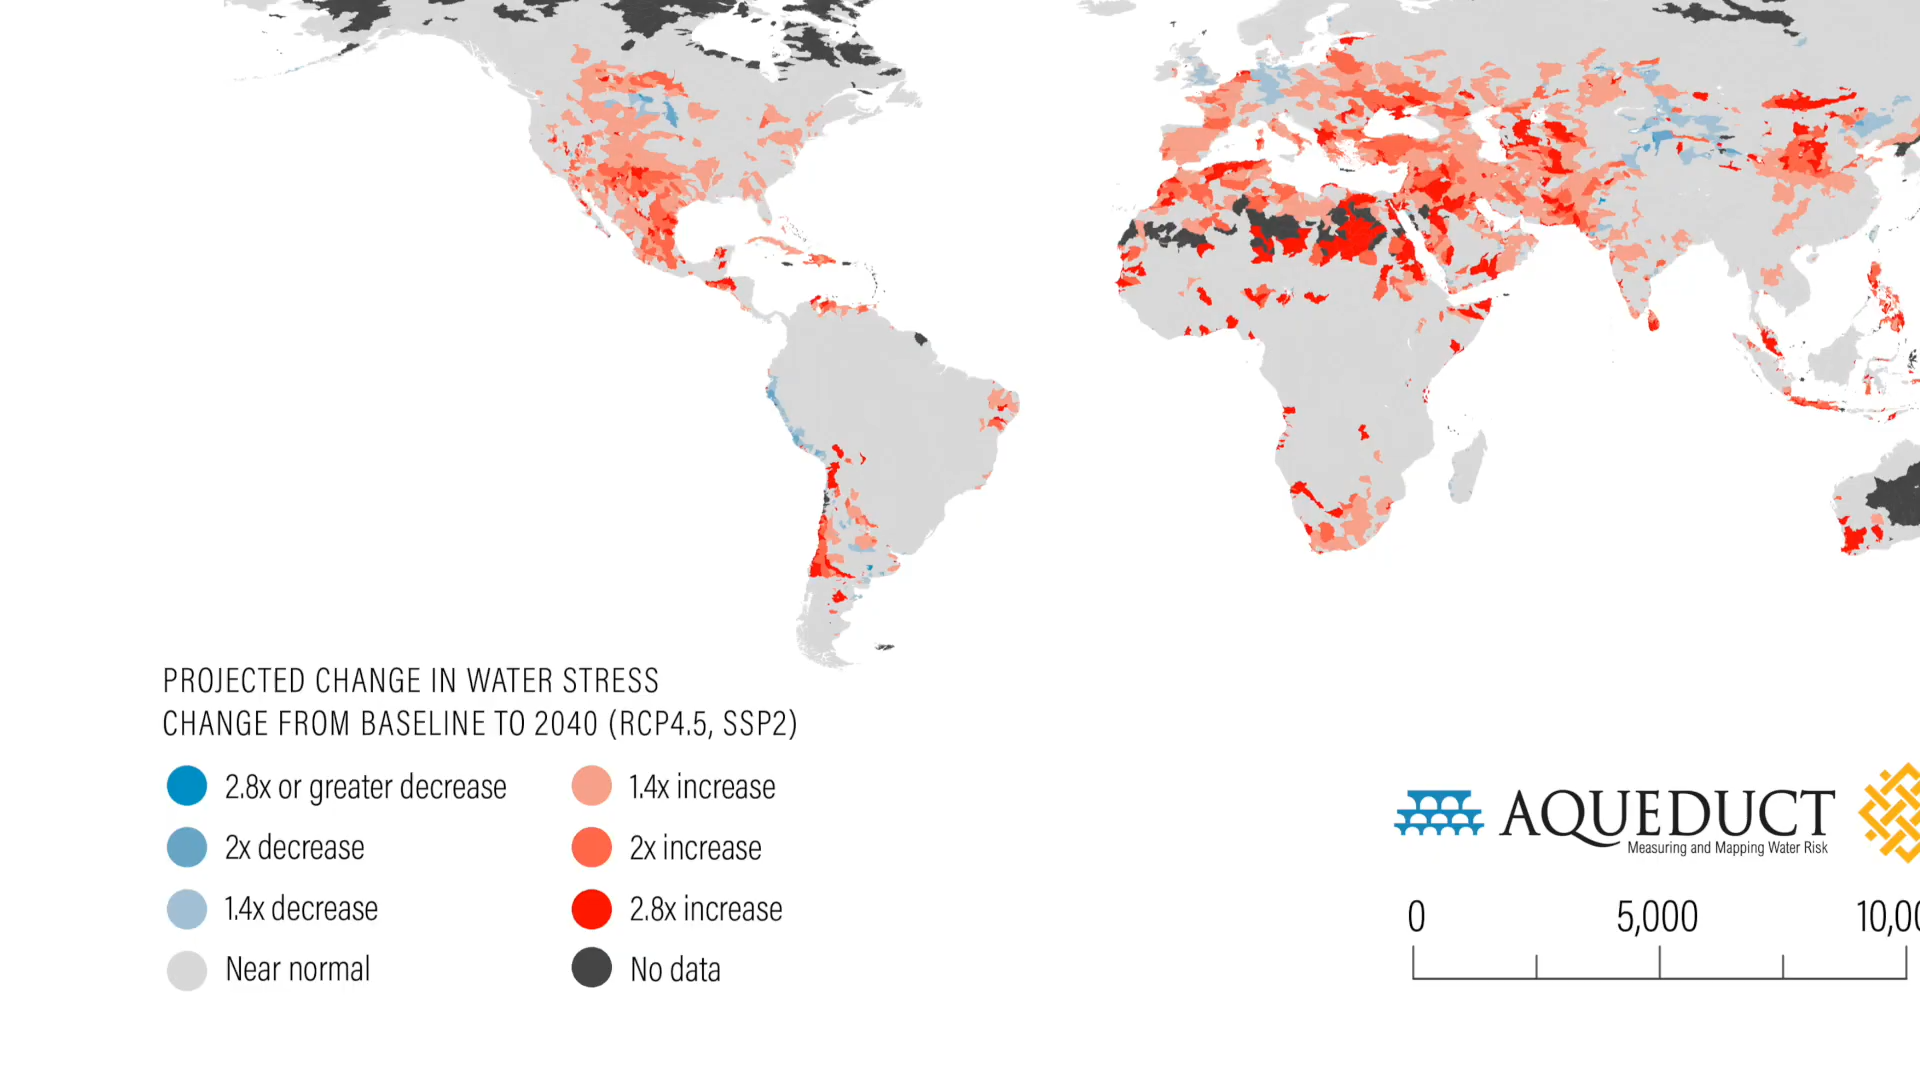 PROJECTED CHANGE IN WATER STRESS
CHANGE FROM BASELINE TO 2040 (RCP4.5, SSP2)
2.8x or greater decrease
2x decrease
1.4x decrease
Near normal
1.4x increase
2x increase
2.8x increase
No data
AQUEDUCT
Measuring and Mapping Water Risk
0 5,000